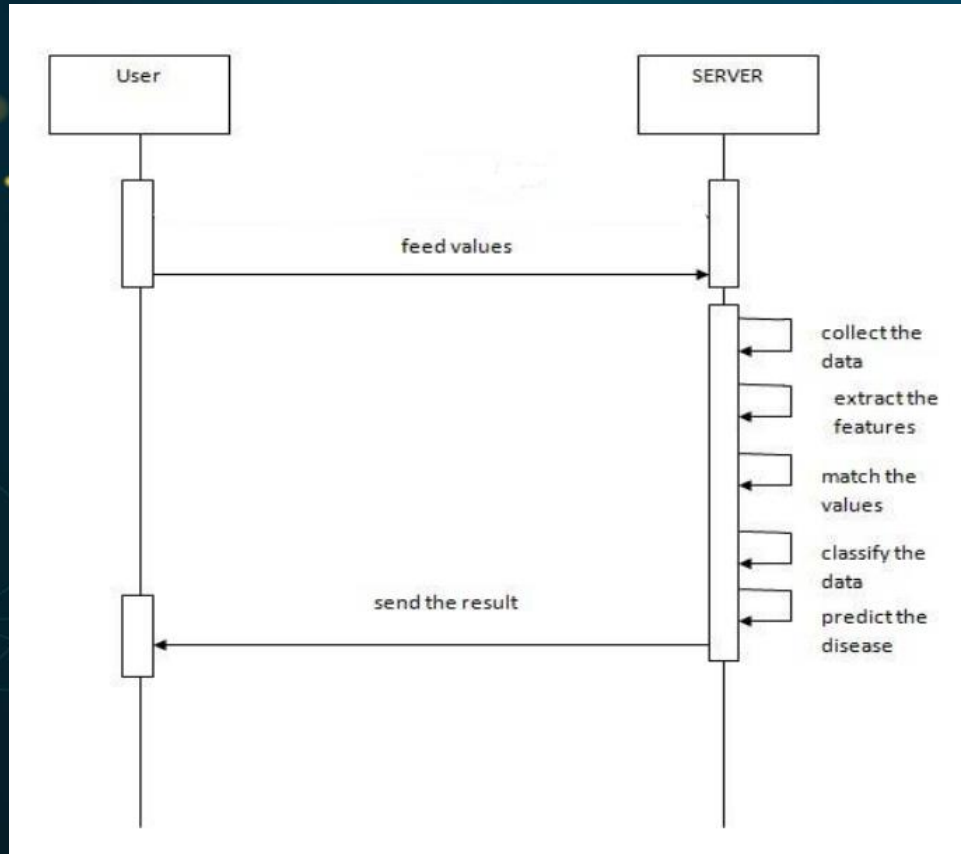 User
SERVER
feed values
collect the
data
extract the
features
match the
values
classify the
data
send the result
predict the
disease